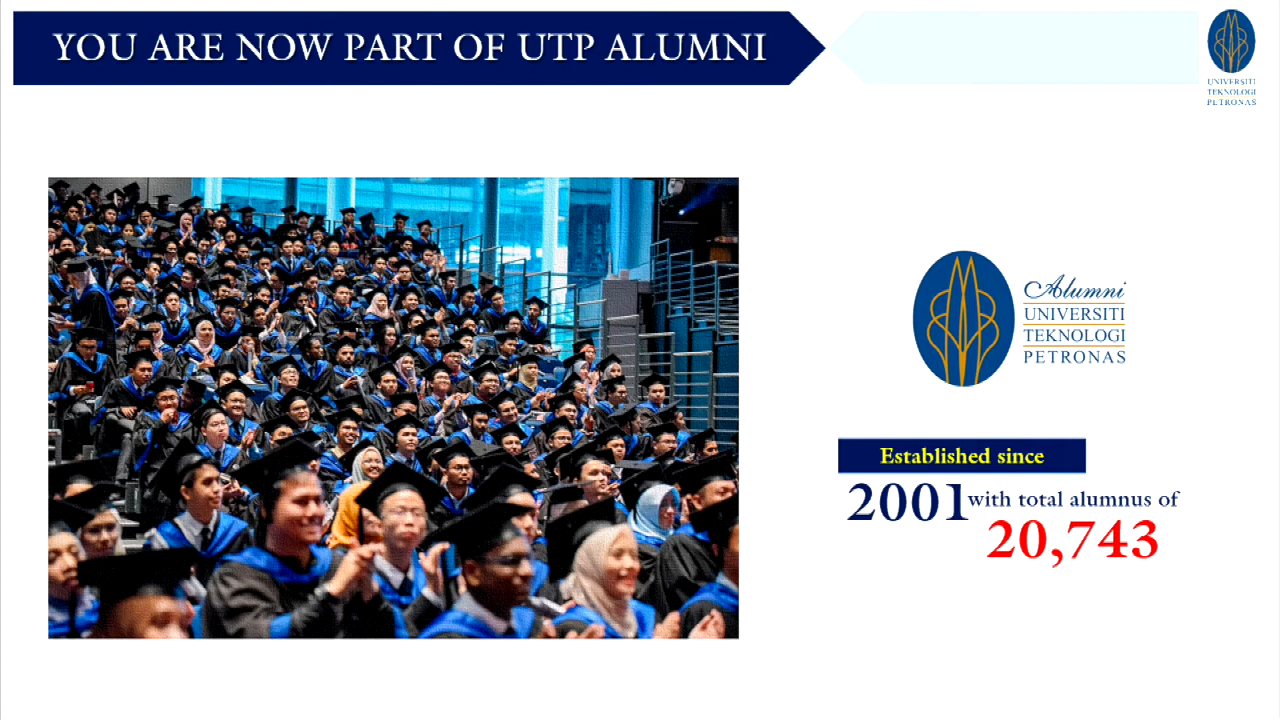 YOU ARE NOW PART OF UTP ALUMNI
UNIVERSITI
TEKNOLOGI
PETRONAS
Alumni
UNIVERSITI
TEKNOLOGI
PETRONAS
Established since
2001 with total alumnus of
20,743